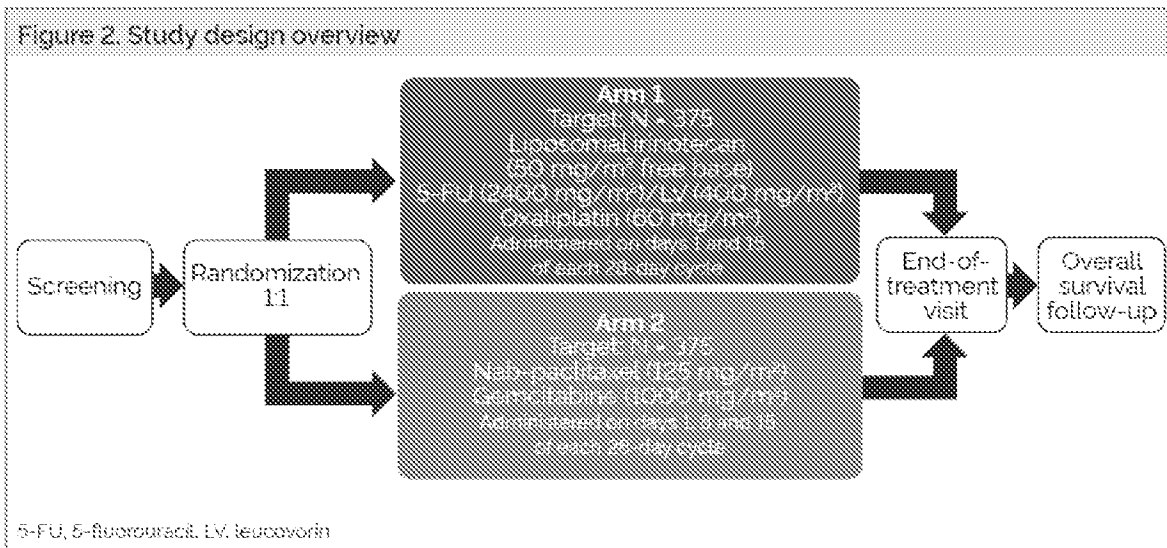 Figure 2. Study design overview
Screening
Randomization
1:1
Arm 1
Target: N = 375
Liposomal irinotecan
(50 mg/m² free base)
5-FU (2400 mg/m²)/LV (400 mg/m²)
Oxaliplatin (60 mg/m²)
Administered on days 1 and 15
of each 28-day cycle
Arm 2
Target: N = 375
Nab-paclitaxel (125 mg/m²)
Gemcitabine (1000 mg/m²)
Administered on days 1, 8 and 15
of each 28-day cycle
End-of-
treatment
visit
Overall
survival
follow-up
5-FU, 5-fluorouracil. LV, leucovorin